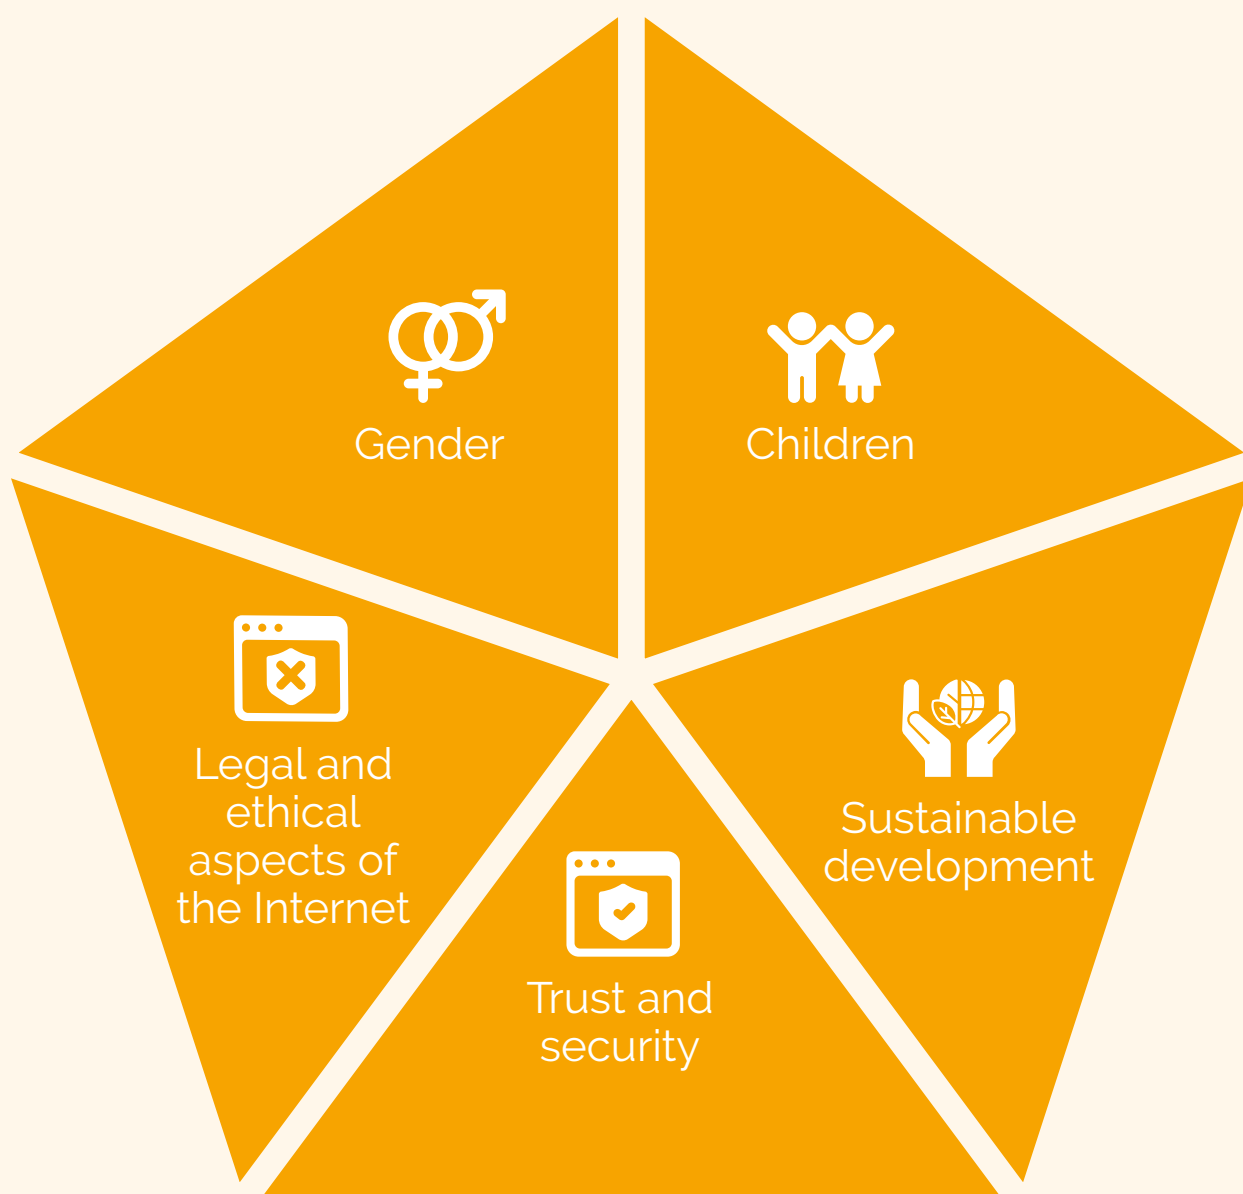 Gender
Children
Legal and
ethical
aspects of
the Internet
Sustainable
development
Trust and
security